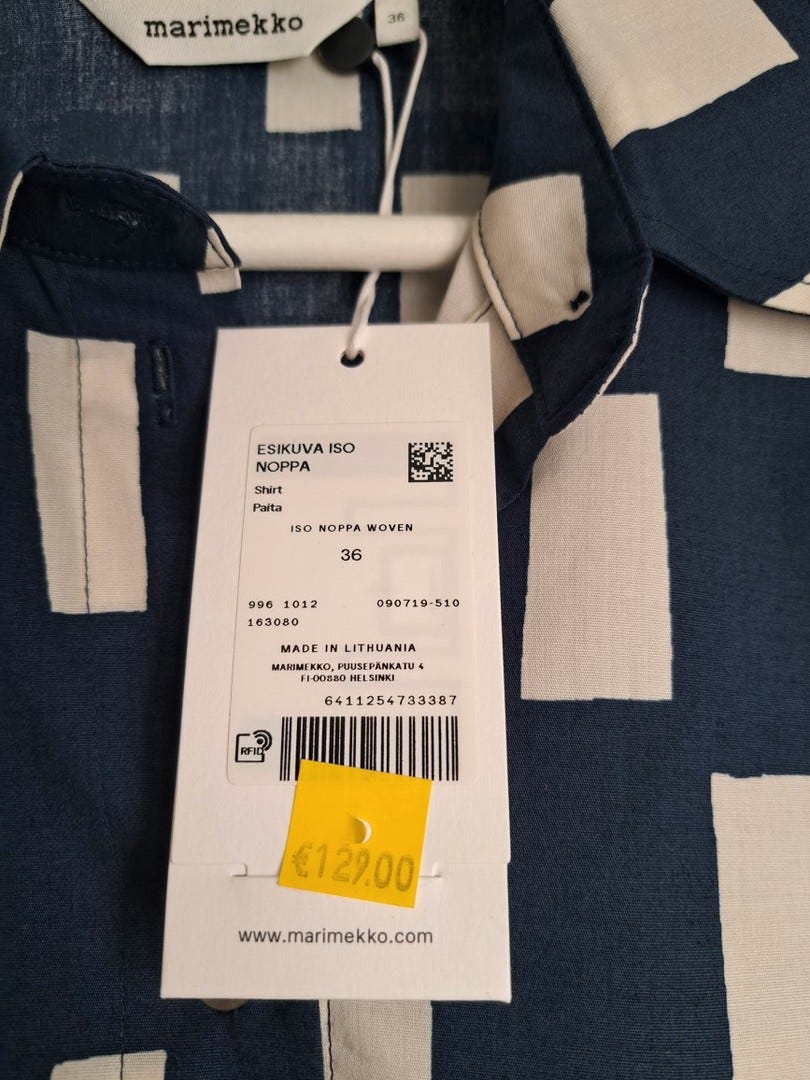 marimekko
36
ESIKUVA ISO
NOPPA
Shirt
Paita
ISO NOPPA WOVEN
36
996 1012 090719-510
163080
MADE IN LITHUANIA
MARIMEKKO, PUUSEPÄNKATU 4
FI-00880 HELSINKI
6411254733387
RFID
€129.00
www.marimekko.com